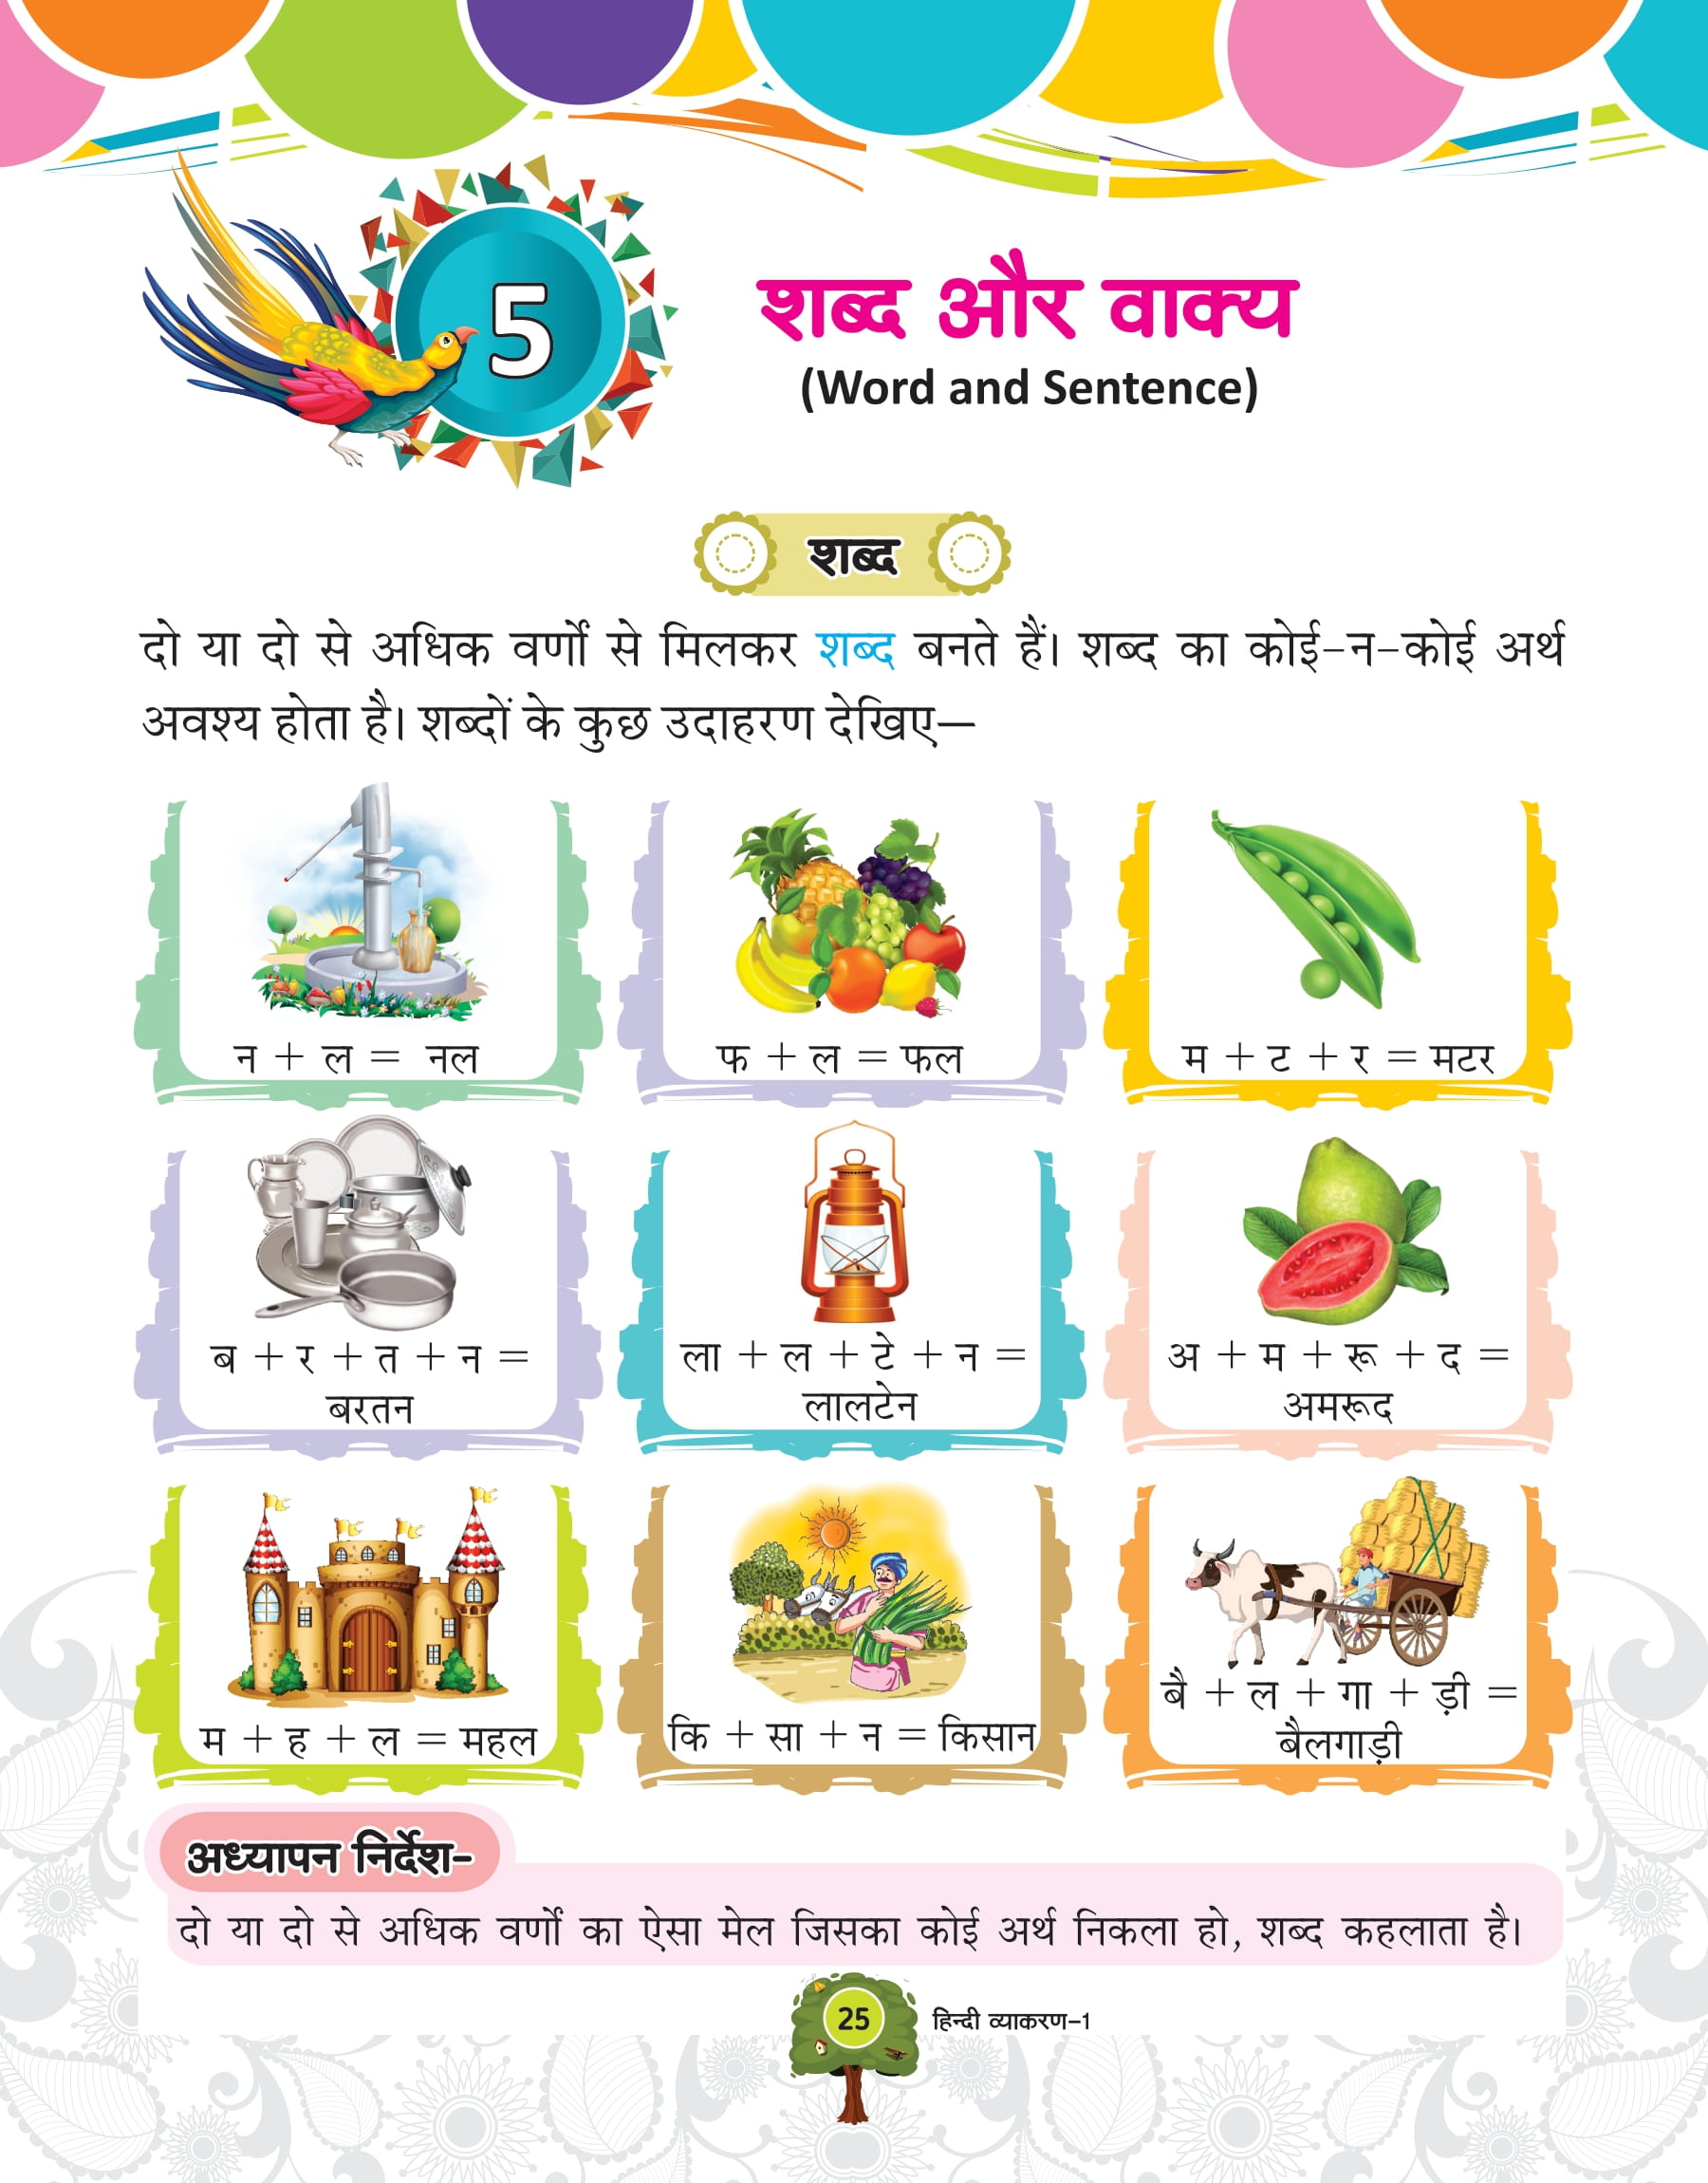 5
शब्द और वाक्य
(Word and Sentence)
शब्द
दो या दो से अधिक वर्णों से मिलकर शब्द बनते हैं। शब्द का कोई-न-कोई अर्थ
अवश्य होता है। शब्दों के कुछ उदाहरण देखिए—
न + ल = नल
फ + ल = फल
म + ट + र = मटर
ब + र + त + न =
बरतन
ला + ल + टे + न =
लालटेन
अ + म + रू + द =
अमरूद
म + ह + ल = महल
कि + सा + न = किसान
बै + ल + गा + ड़ी =
बैलगाड़ी
अध्यापन निर्देश-
दो या दो से अधिक वर्णों का ऐसा मेल जिसका कोई अर्थ निकला हो, शब्द कहलाता है।
25
हिन्दी व्याकरण-1